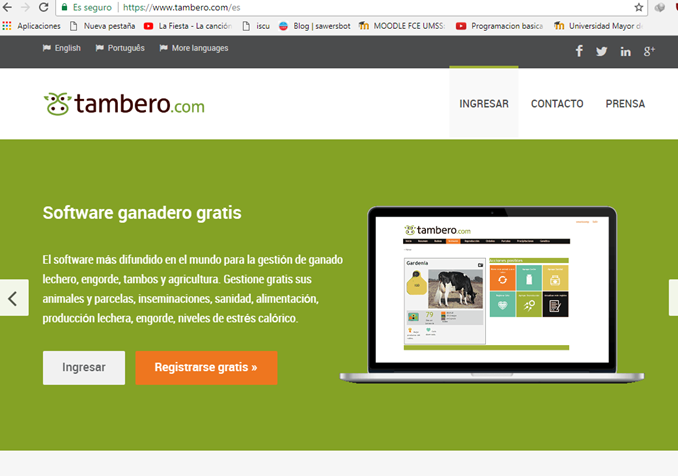 Es seguro | https://www.tambero.com/es
Aplicaciones Nueva pestaña La Fiesta - La canción iscu Blog | sawersbot MOODLE FCE UMSS: Programacion basica Universidad Mayor d
English Português More languages
tambero.com
INGRESAR CONTACTO PRENSA
Software ganadero gratis
El software más difundido en el mundo para la gestión de ganado
lechero, engorde, tambos y agricultura. Gestione gratis sus
animales y parcelas, inseminaciones, sanidad, alimentación,
producción lechera, engorde, niveles de estrés calórico.
Ingresar Registrarse gratis »
tambero.com
Gardenia
79